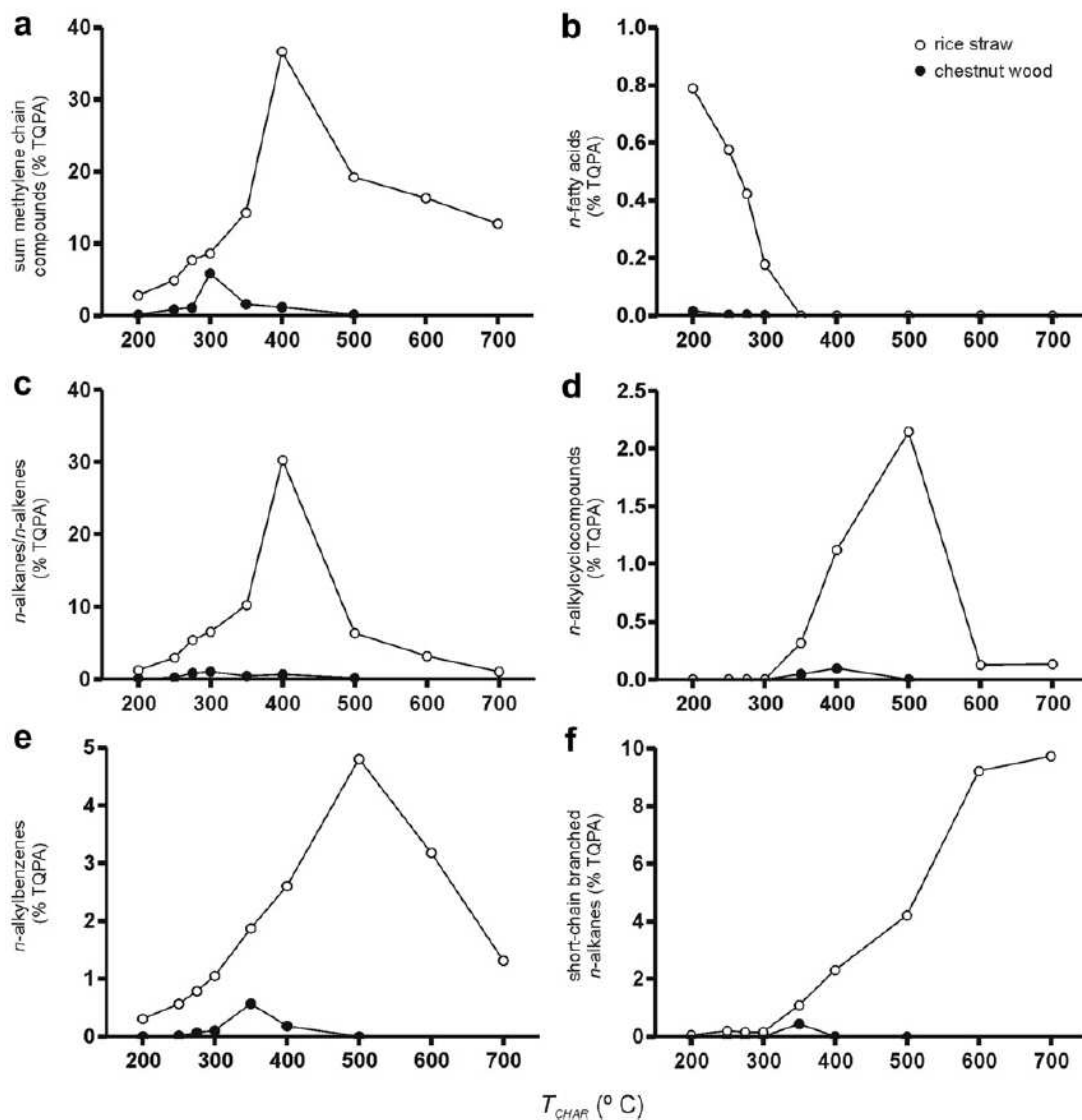 a
sum methylene chain
compounds (% TQPA)
40
30
20
10
0
200 300 400 500 600 700
b
n-fatty acids
(% TQPA)
1.0
0.8
0.6
0.4
0.2
0.0
200 300 400 500 600 700
rice straw
chestnut wood
c
n-alkanes/n-alkenes
(% TQPA)
40
30
20
10
0
200 300 400 500 600 700
d
n-alkylcyclocompounds
(% TQPA)
2.5
2.0
1.5
1.0
0.5
0.0
200 300 400 500 600 700
e
n-alkylbenzenes
(% TQPA)
5
4
3
2
1
0
200 300 400 500 600 700
f
short-chain branched
n-alkanes (% TQPA)
10
8
6
4
2
0
200 300 400 500 600 700
T_CHAR (º C)